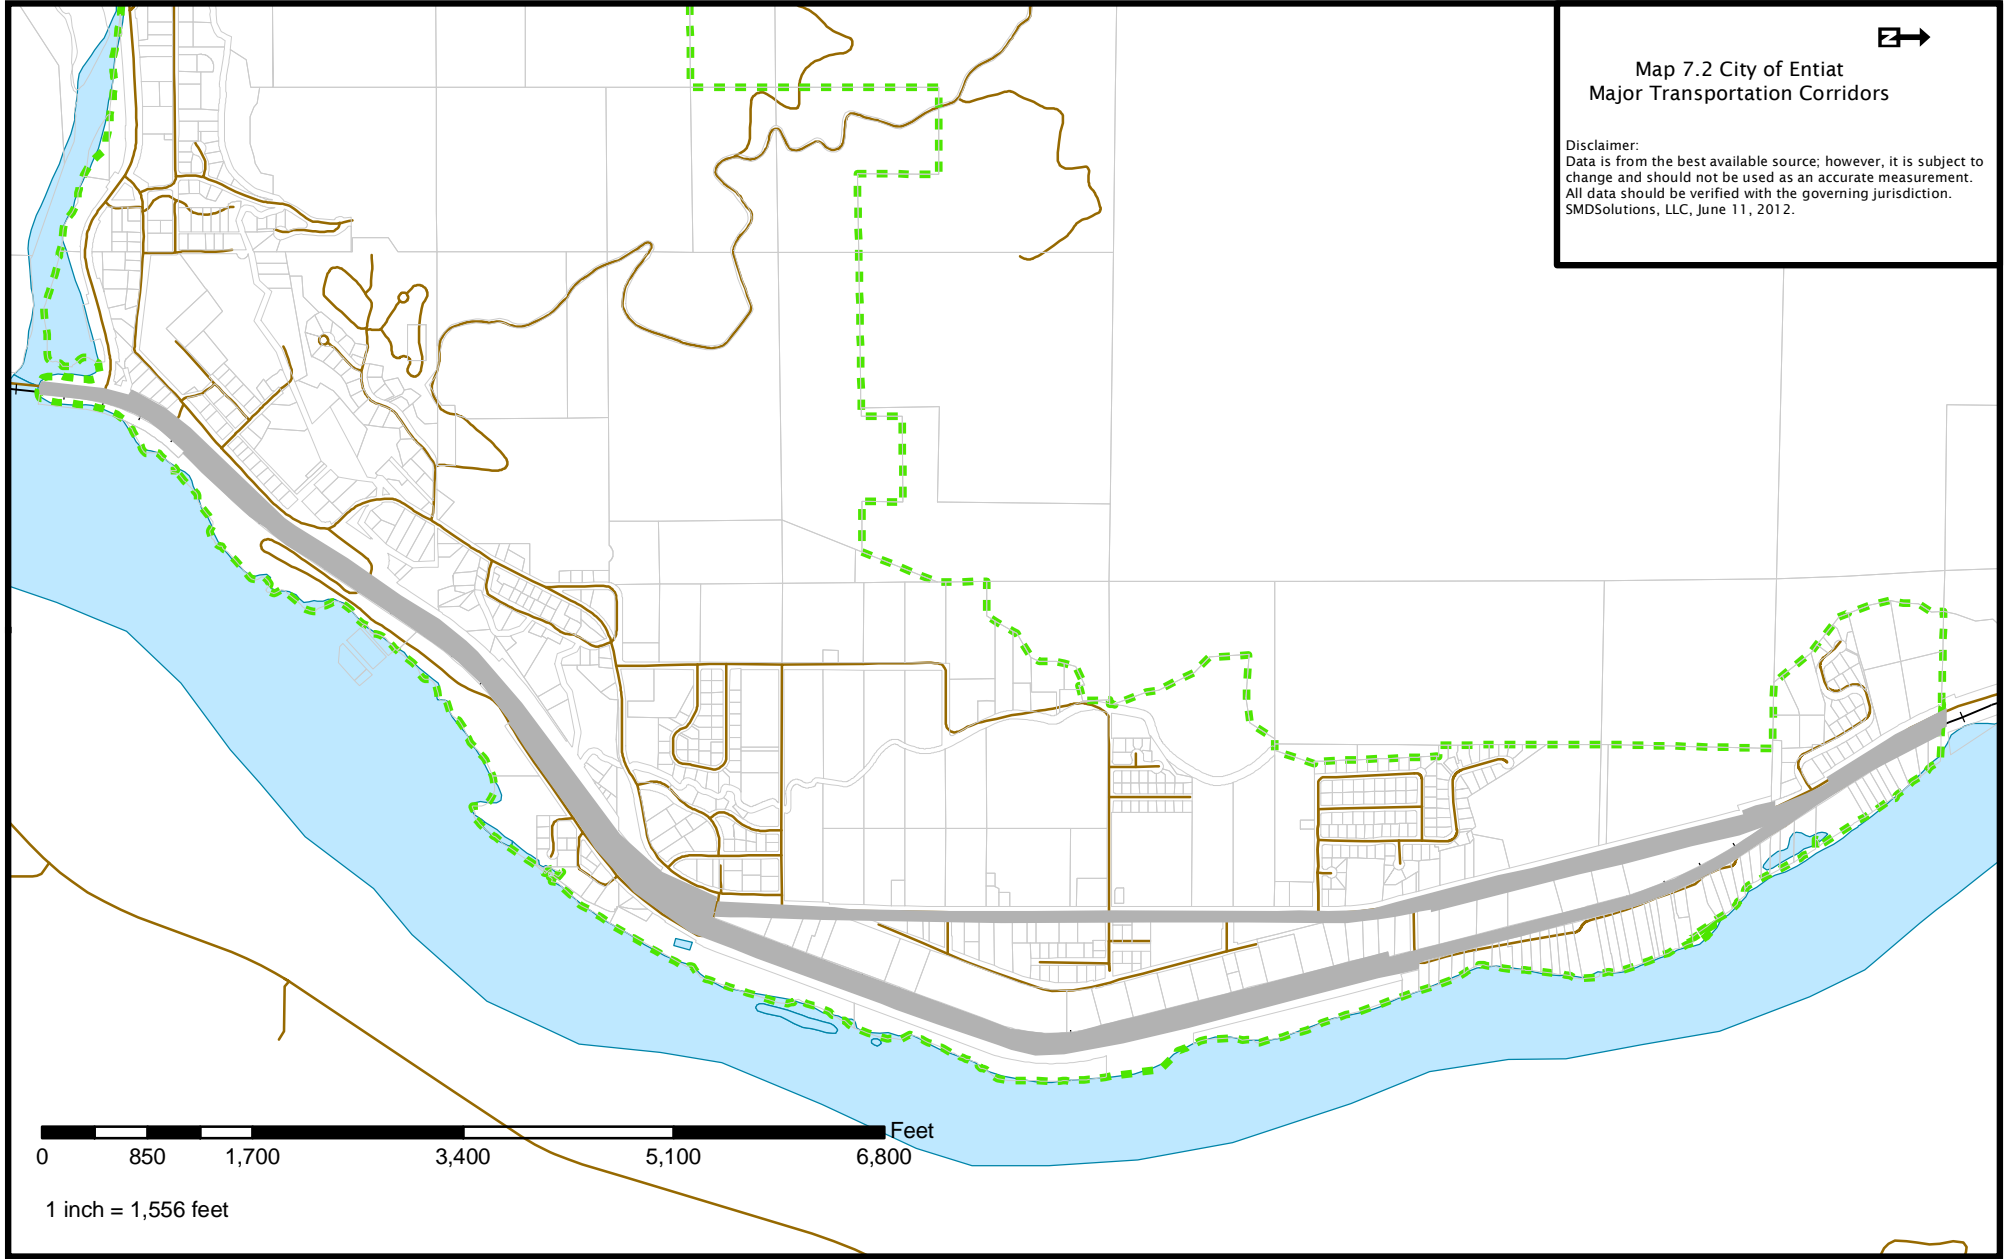 N
Map 7.2 City of Entiat
Major Transportation Corridors
Disclaimer:
Data is from the best available source; however, it is subject to
change and should not be used as an accurate measurement.
All data should be verified with the governing jurisdiction.
SMDSolutions, LLC, June 11, 2012.
Feet
0 850 1,700 3,400 5,100 6,800
1 inch = 1,556 feet